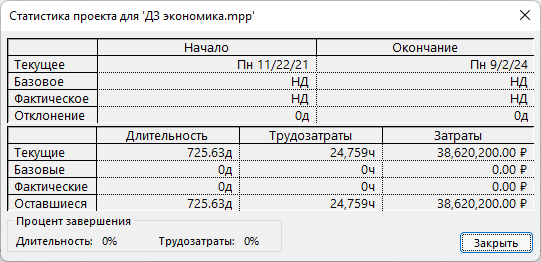 Статистика проекта для 'ДЗ экономика.mpp'
Начало Окончание
Текущее Пн 11/22/21 Пн 9/2/24
Базовое НД НД
Фактическое НД НД
Отклонение 0д 0д
Длительность Трудозатраты Затраты
Текущие 725.63д 24,759ч 38,620,200.00 ₽
Базовые 0д 0ч 0.00 ₽
Фактические 0д 0ч 0.00 ₽
Оставшиеся 725.63д 24,759ч 38,620,200.00 ₽
Процент завершения
Длительность: 0% Трудозатраты: 0%
Закрыть